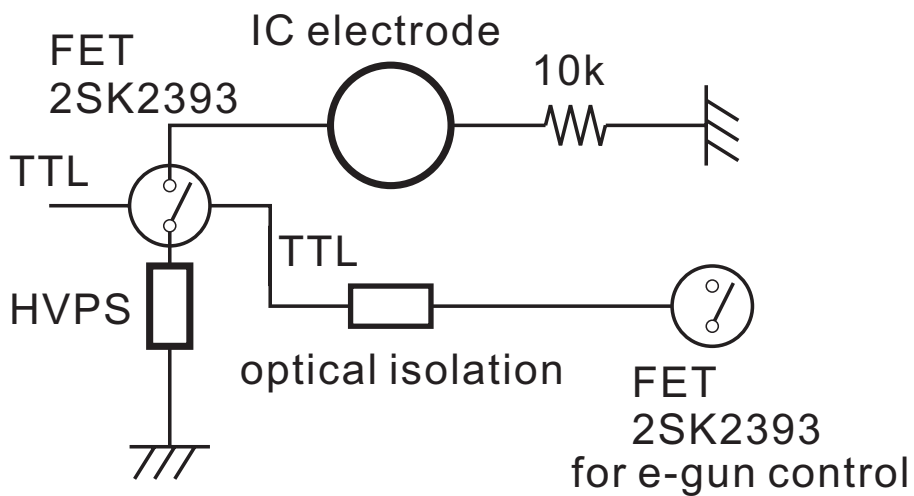 IC electrode
FET
2SK2393
10k
TTL
TTL
HVPS
optical isolation
FET
2SK2393
for e-gun control